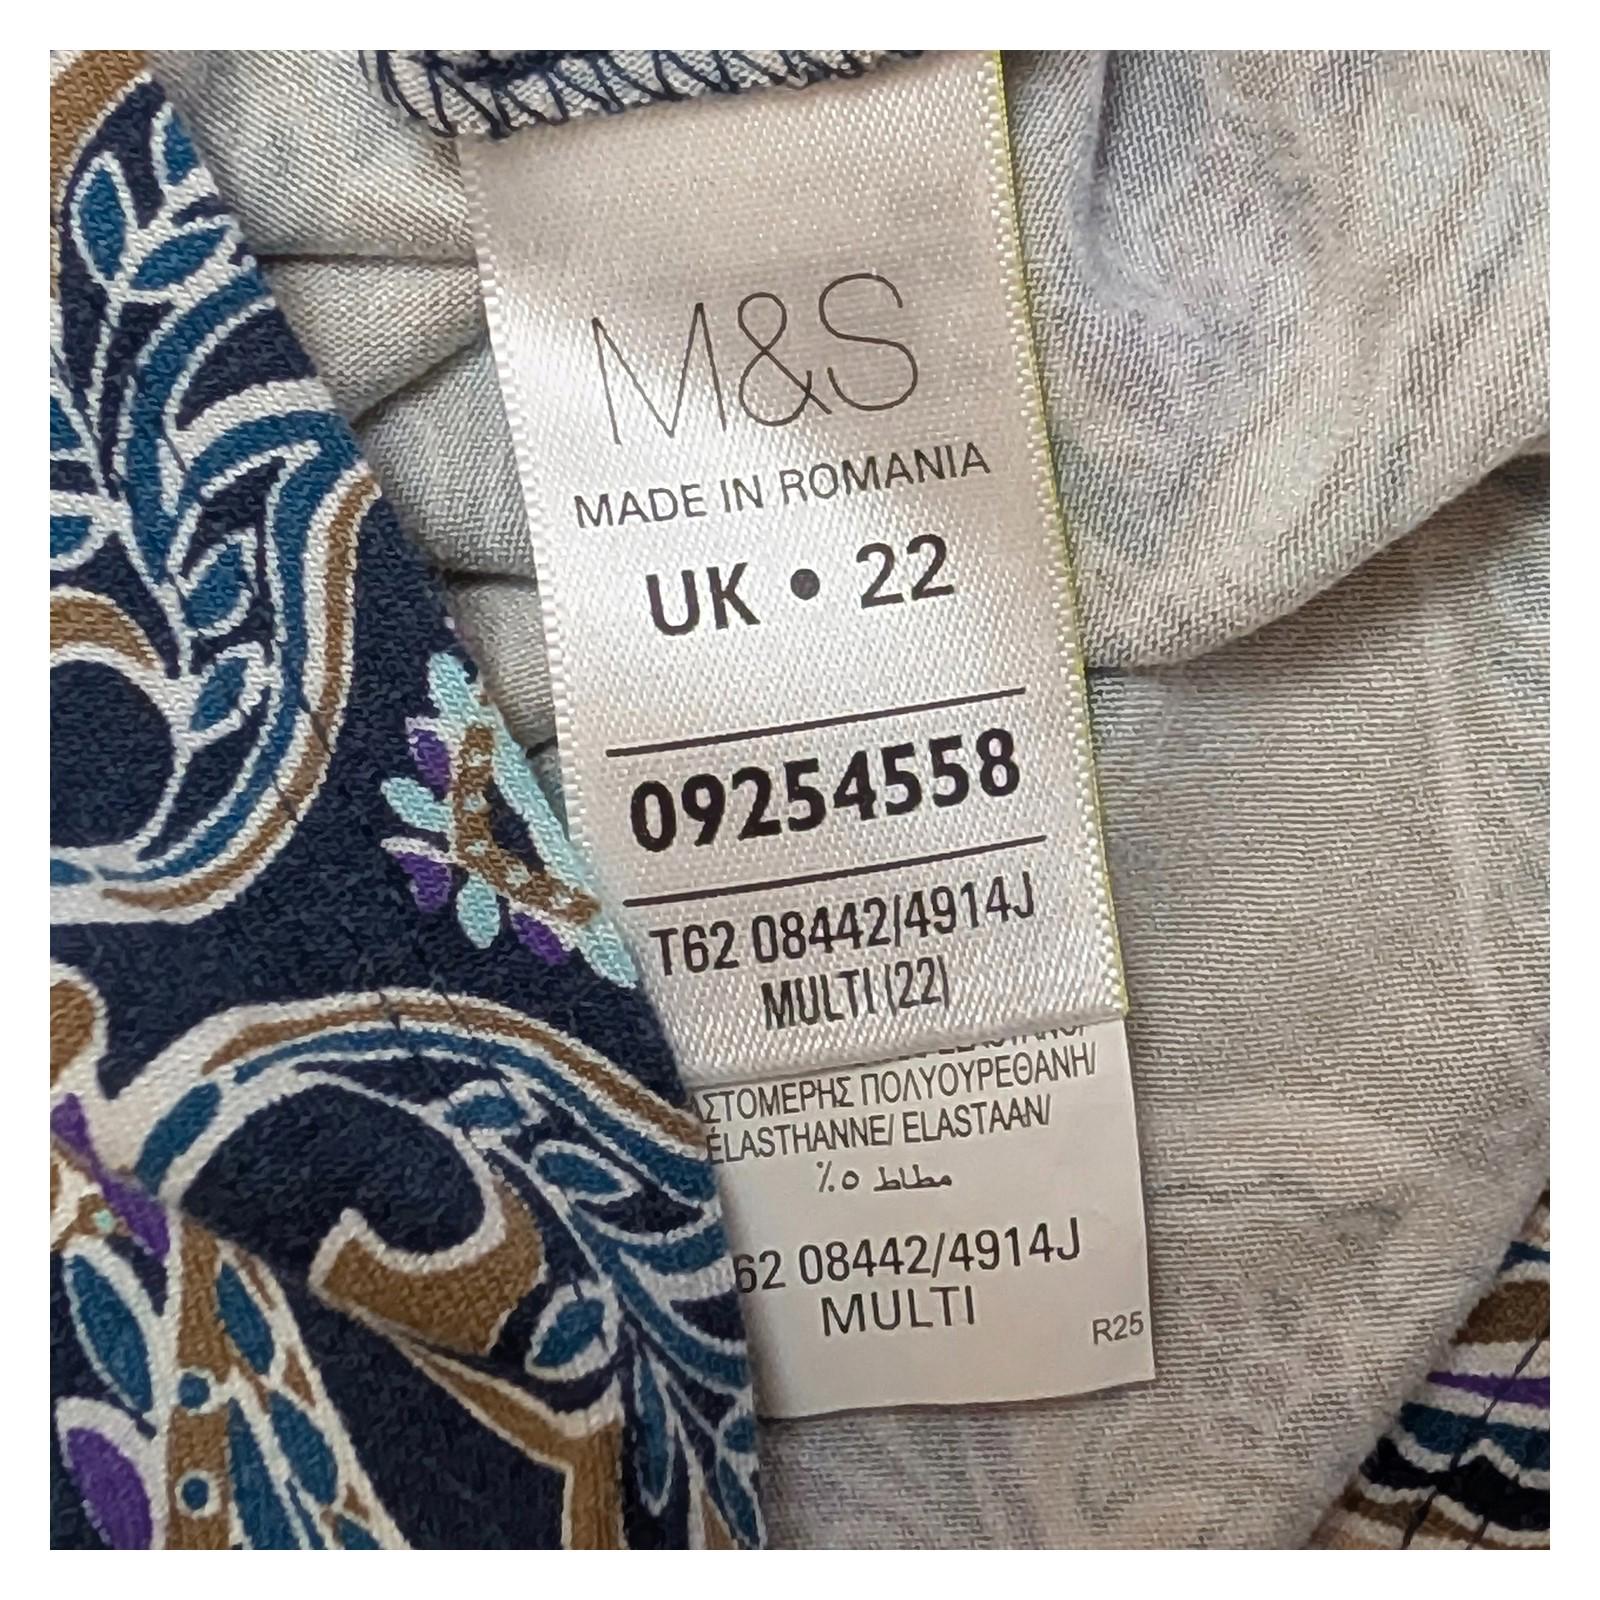 M&S
MADE IN ROMANIA
UK • 22
09254558
T62 08442/4914J
MULTI (22)
ΣΤΟΜΕΡΗΣ ΠΟΛΥΟΥΡΕΘΑΝΗ/
ÉLASTHANNE/ ELASTAAN/
٪٥ مطاط
62 08442/4914J
MULTI
R25